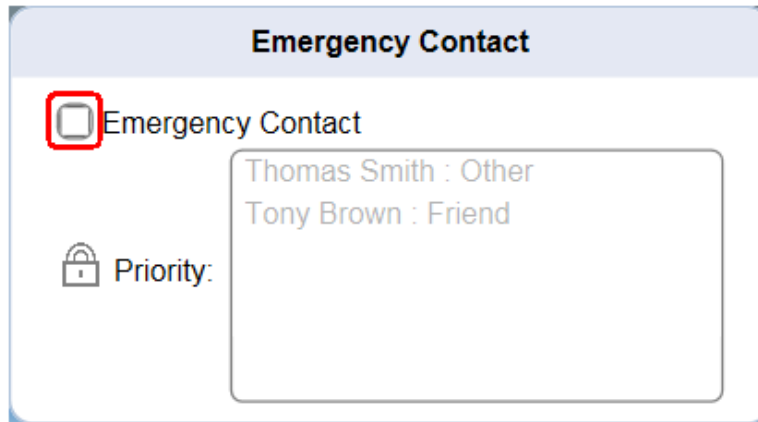 Emergency Contact
Emergency Contact
Thomas Smith : Other
Tony Brown : Friend
Priority: